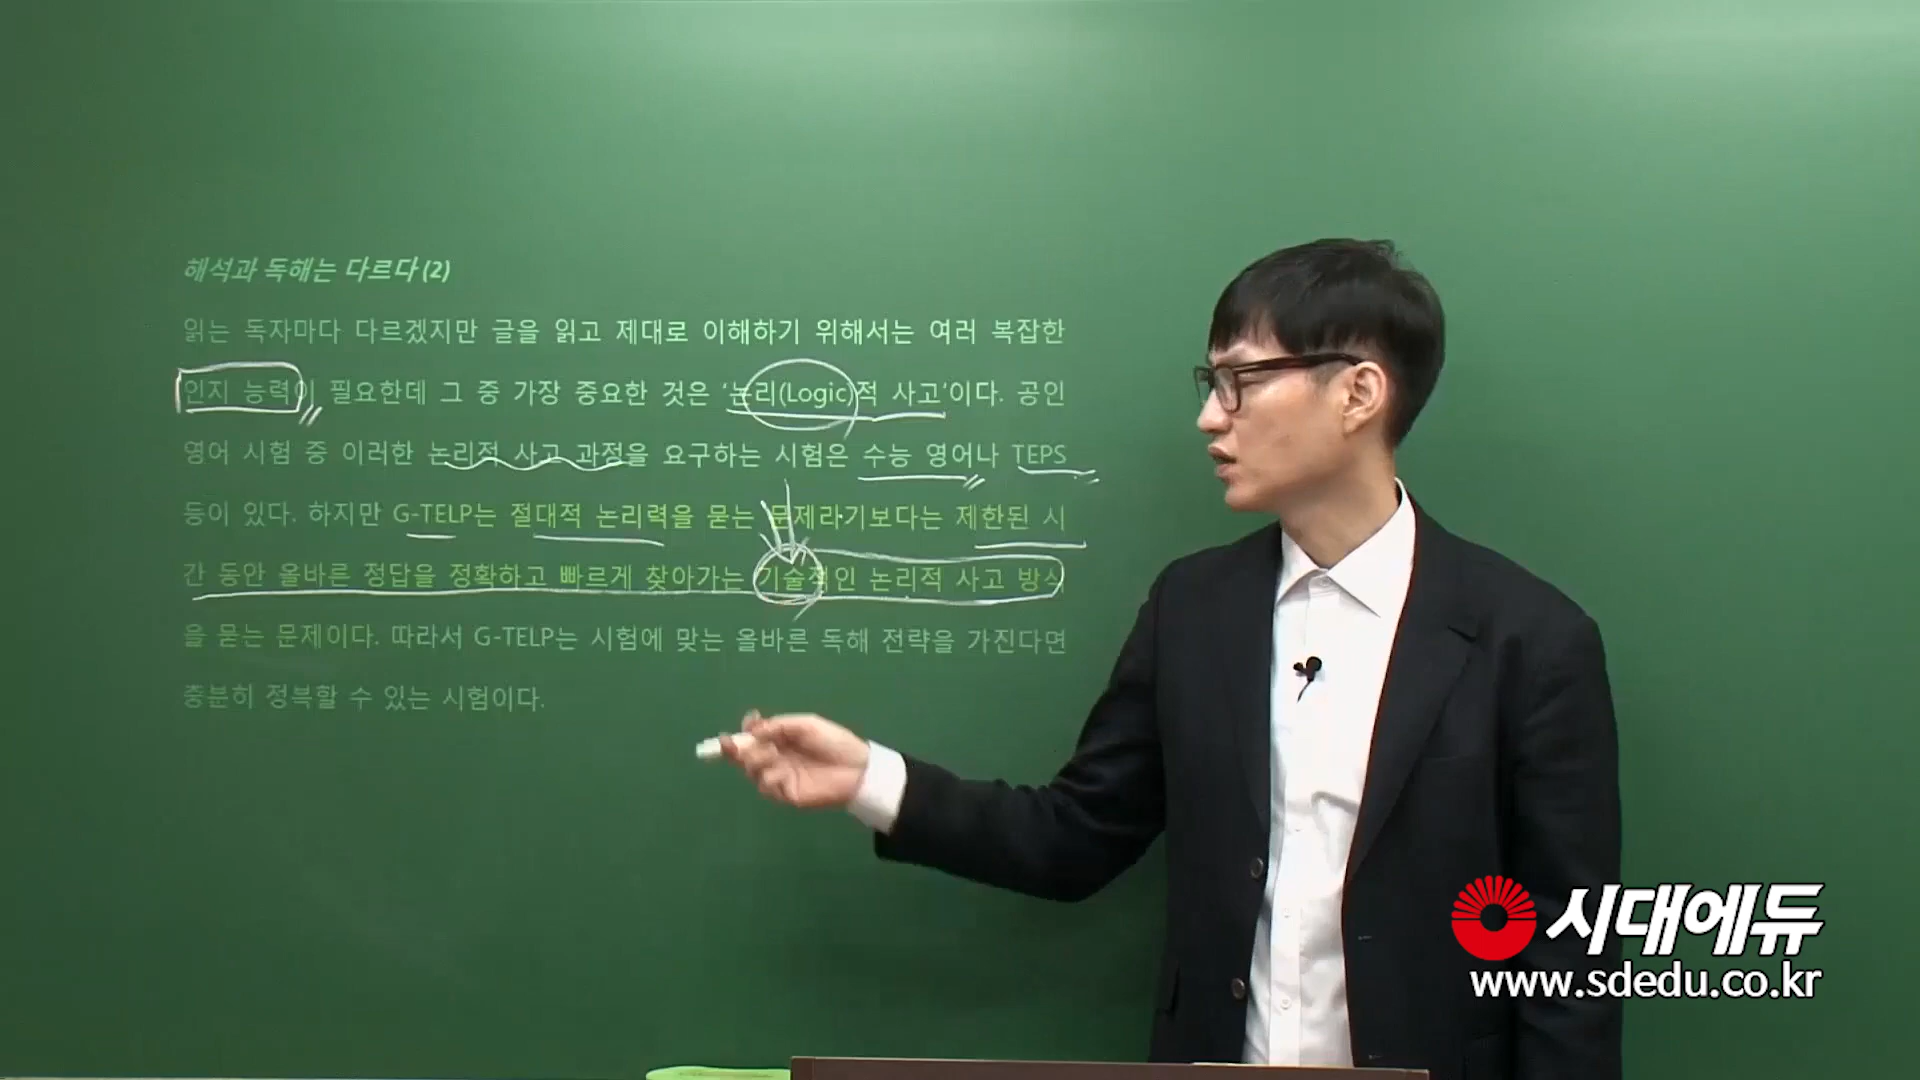 해석과 독해는 다르다 (2)
읽는 독자마다 다르겠지만 글을 읽고 제대로 이해하기 위해서는 여러 복잡한
인지 능력이 필요한데 그 중 가장 중요한 것은 ‘논리(Logic)적 사고’이다. 공인
영어 시험 중 이러한 논리적 사고 과정을 요구하는 시험은 수능 영어나 TEPS
등이 있다. 하지만 G-TELP는 절대적 논리력을 묻는 문제라기보다는 제한된 시
간 동안 올바른 정답을 정확하고 빠르게 찾아가는 기술적인 논리적 사고 방식
을 묻는 문제이다. 따라서 G-TELP는 시험에 맞는 올바른 독해 전략을 가진다면
충분히 정복할 수 있는 시험이다.
시대에듀
www.sdedu.co.kr